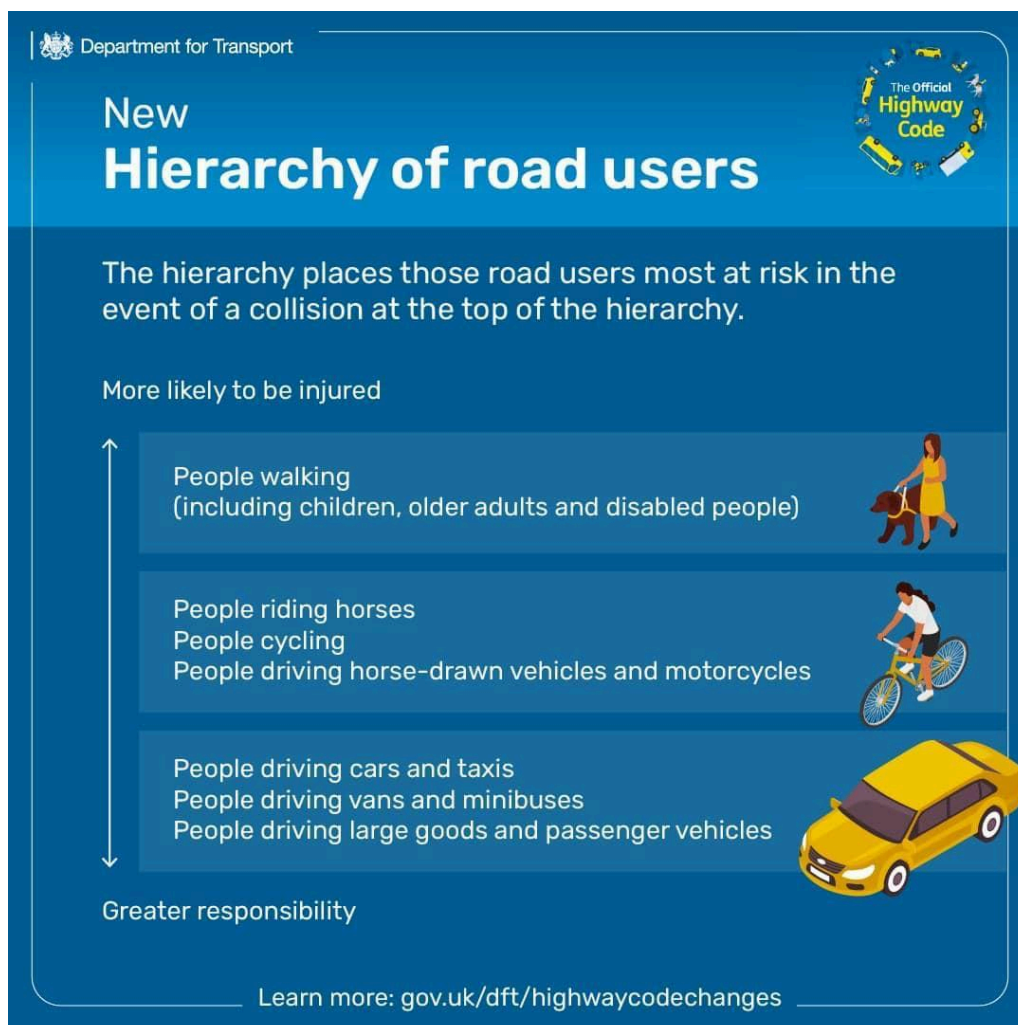 Department for Transport
The Official
Highway
Code
New
Hierarchy of road users
The hierarchy places those road users most at risk in the
event of a collision at the top of the hierarchy.
More likely to be injured
People walking
(including children, older adults and disabled people)
People riding horses
People cycling
People driving horse-drawn vehicles and motorcycles
People driving cars and taxis
People driving vans and minibuses
People driving large goods and passenger vehicles
Greater responsibility
Learn more: gov.uk/dft/highwaycodechanges